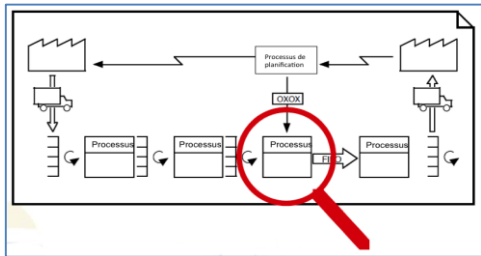 Processus de
planification
OXOX
Processus
Processus
Processus
FIFO
Processus